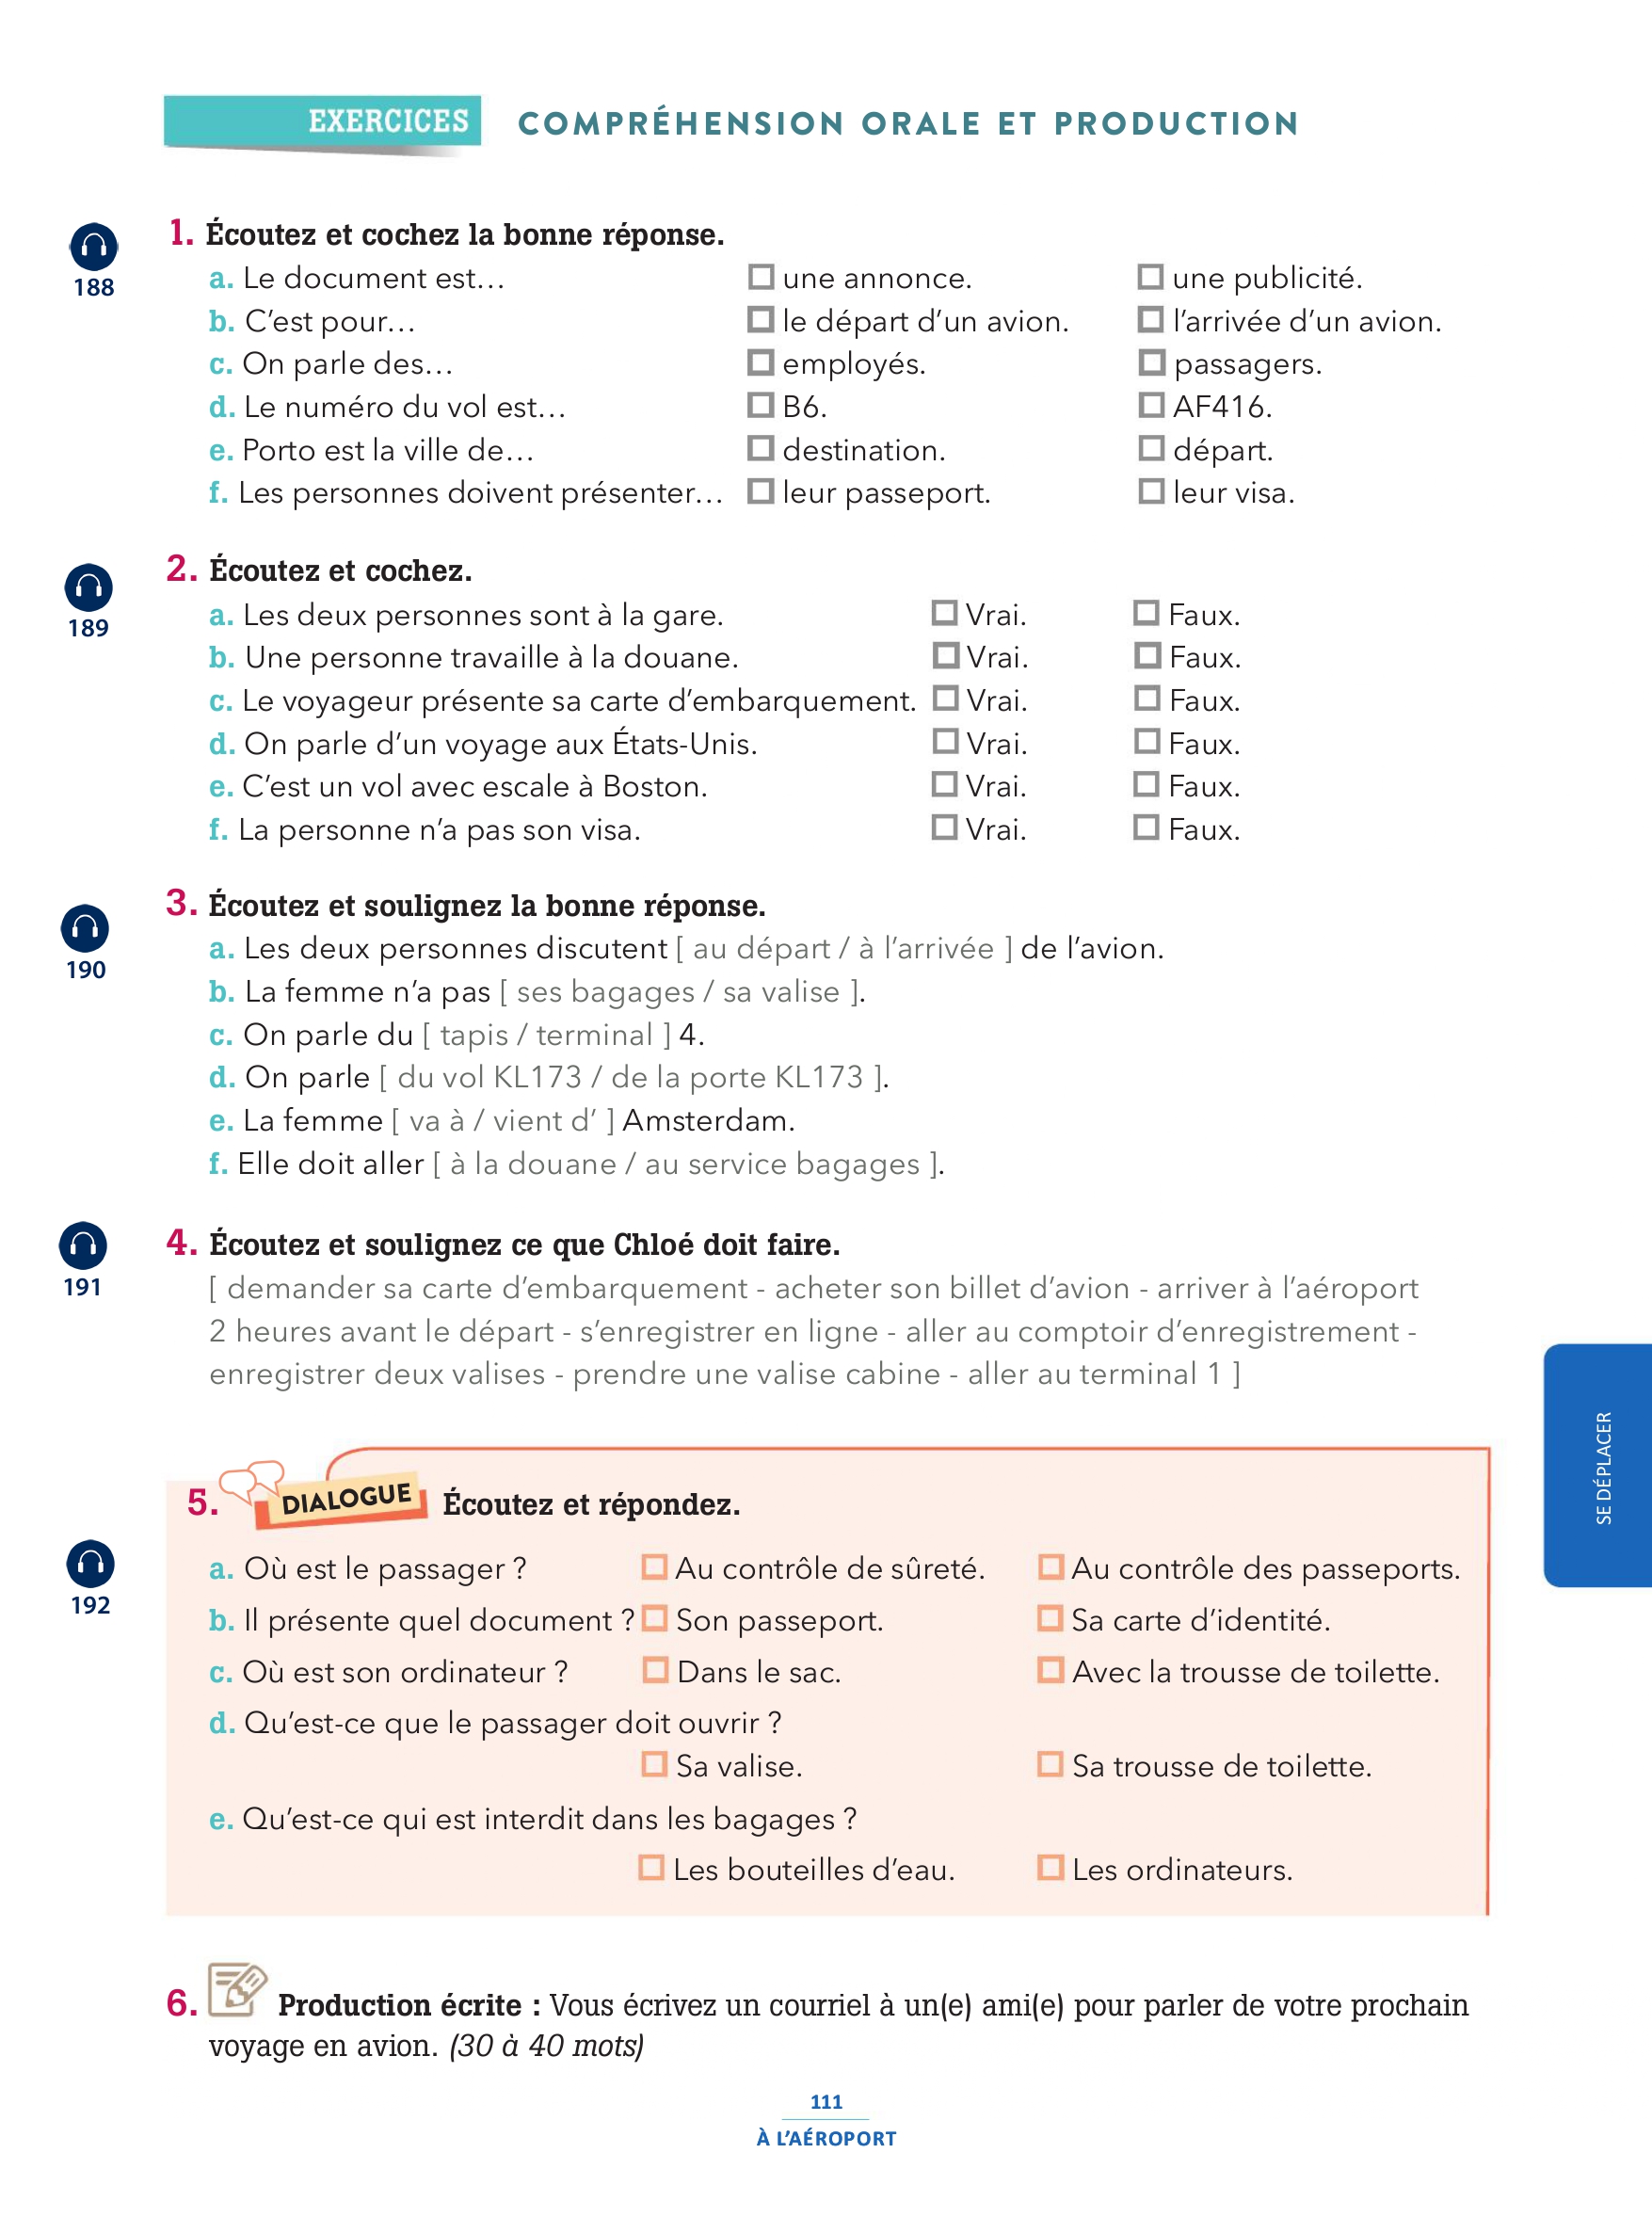 EXERCICES COMPRÉHENSION ORALE ET PRODUCTION
188
1. Écoutez et cochez la bonne réponse.
a. Le document est… □ une annonce. □ une publicité.
b. C’est pour… □ le départ d’un avion. □ l’arrivée d’un avion.
c. On parle des… □ employés. □ passagers.
d. Le numéro du vol est… □ B6. □ AF416.
e. Porto est la ville de… □ destination. □ départ.
f. Les personnes doivent présenter… □ leur passeport. □ leur visa.
189
2. Écoutez et cochez.
a. Les deux personnes sont à la gare. □ Vrai. □ Faux.
b. Une personne travaille à la douane. □ Vrai. □ Faux.
c. Le voyageur présente sa carte d’embarquement. □ Vrai. □ Faux.
d. On parle d’un voyage aux États-Unis. □ Vrai. □ Faux.
e. C’est un vol avec escale à Boston. □ Vrai. □ Faux.
f. La personne n’a pas son visa. □ Vrai. □ Faux.
190
3. Écoutez et soulignez la bonne réponse.
a. Les deux personnes discutent [ au départ / à l’arrivée ] de l’avion.
b. La femme n’a pas [ ses bagages / sa valise ].
c. On parle du [ tapis / terminal ] 4.
d. On parle [ du vol KL173 / de la porte KL173 ].
e. La femme [ va à / vient d’ ] Amsterdam.
f. Elle doit aller [ à la douane / au service bagages ].
191
4. Écoutez et soulignez ce que Chloé doit faire.
[ demander sa carte d’embarquement - acheter son billet d’avion - arriver à l’aéroport
2 heures avant le départ - s’enregistrer en ligne - aller au comptoir d’enregistrement -
enregistrer deux valises - prendre une valise cabine - aller au terminal 1 ]
SE DÉPLACER
192
5. DIALOGUE Écoutez et répondez.
a. Où est le passager ? □ Au contrôle de sûreté. □ Au contrôle des passeports.
b. Il présente quel document ? □ Son passeport. □ Sa carte d’identité.
c. Où est son ordinateur ? □ Dans le sac. □ Avec la trousse de toilette.
d. Qu’est-ce que le passager doit ouvrir ?
□ Sa valise. □ Sa trousse de toilette.
e. Qu’est-ce qui est interdit dans les bagages ?
□ Les bouteilles d’eau. □ Les ordinateurs.
6. Production écrite : Vous écrivez un courriel à un(e) ami(e) pour parler de votre prochain
voyage en avion. (30 à 40 mots)
111
À L’AÉROPORT